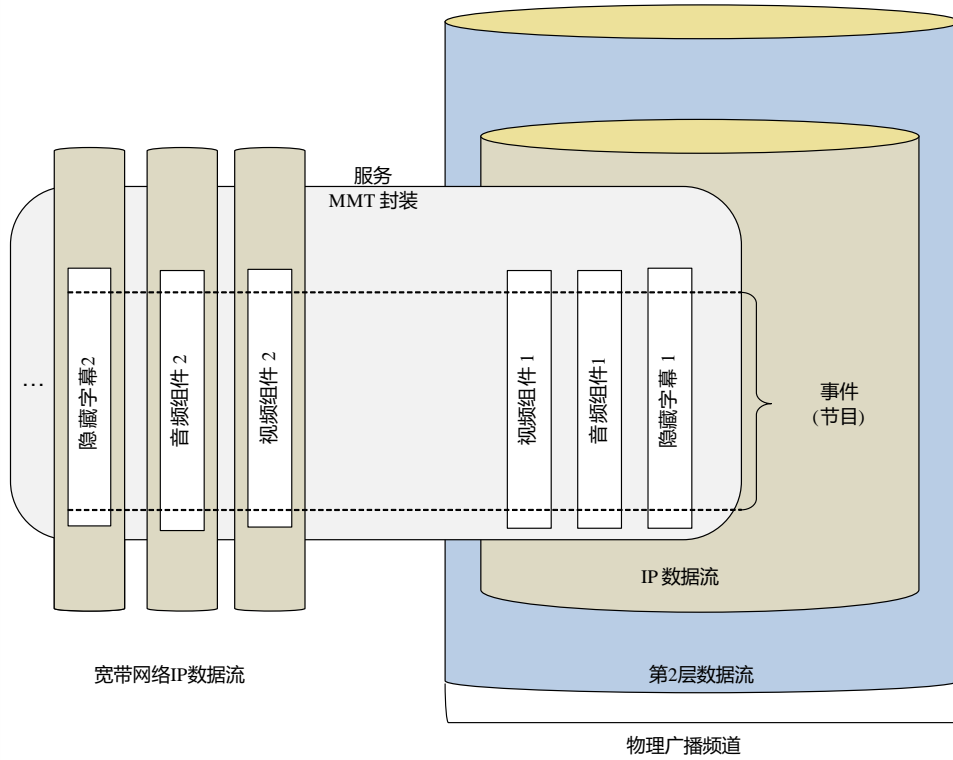 服务
MMT 封装
…
隐藏字幕2
音频组件 2
视频组件 2
视频组件 1
音频组件1
隐藏字幕 1
事件
(节目)
IP 数据流
宽带网络IP数据流
第2层数据流
物理广播频道